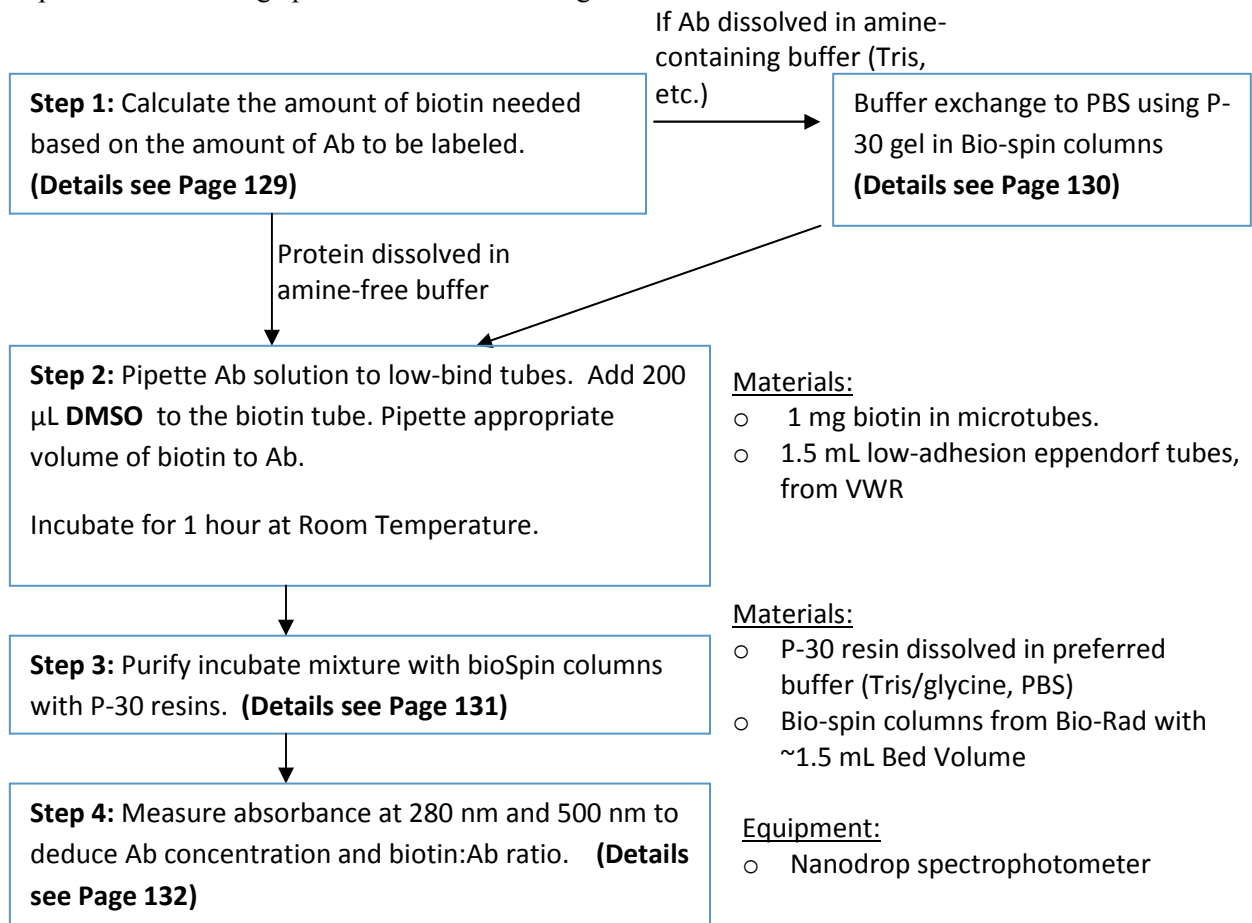 If Ab dissolved in amine-
containing buffer (Tris,
etc.)
Step 1: Calculate the amount of biotin needed
based on the amount of Ab to be labeled.
(Details see Page 129)
Buffer exchange to PBS using P-
30 gel in Bio-spin columns
(Details see Page 130)
Protein dissolved in
amine-free buffer
Step 2: Pipette Ab solution to low-bind tubes. Add 200
µL DMSO to the biotin tube. Pipette appropriate
volume of biotin to Ab.
Incubate for 1 hour at Room Temperature.
Materials:
o 1 mg biotin in microtubes.
o 1.5 mL low-adhesion eppendorf tubes,
from VWR
Step 3: Purify incubate mixture with bioSpin columns
with P-30 resins. (Details see Page 131)
Materials:
o P-30 resin dissolved in preferred
buffer (Tris/glycine, PBS)
o Bio-spin columns from Bio-Rad with
~1.5 mL Bed Volume
Step 4: Measure absorbance at 280 nm and 500 nm to
deduce Ab concentration and biotin:Ab ratio. (Details
see Page 132)
Equipment:
o Nanodrop spectrophotometer